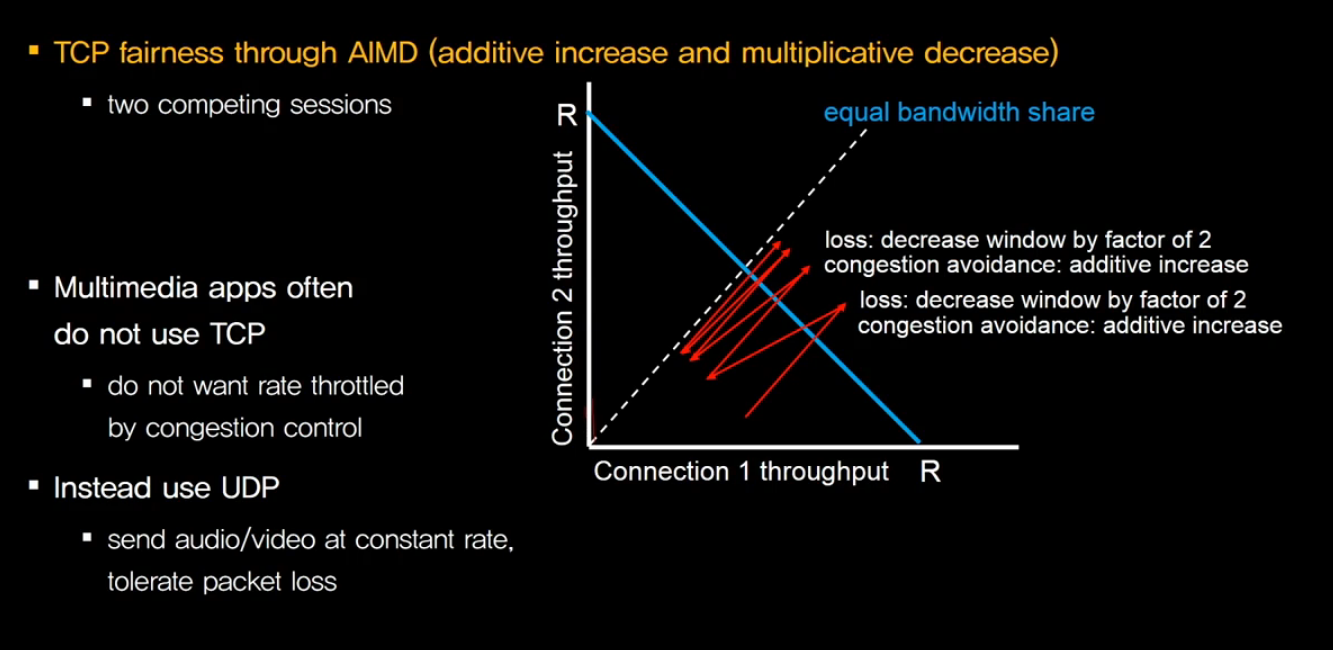 ▪ TCP fairness through AIMD (additive increase and multiplicative decrease)
▪ two competing sessions
▪ Multimedia apps often
do not use TCP
▪ do not want rate throttled
by congestion control
▪ Instead use UDP
▪ send audio/video at constant rate,
tolerate packet loss
R
equal bandwidth share
Connection 2 throughput
loss: decrease window by factor of 2
congestion avoidance: additive increase
loss: decrease window by factor of 2
congestion avoidance: additive increase
Connection 1 throughput
R